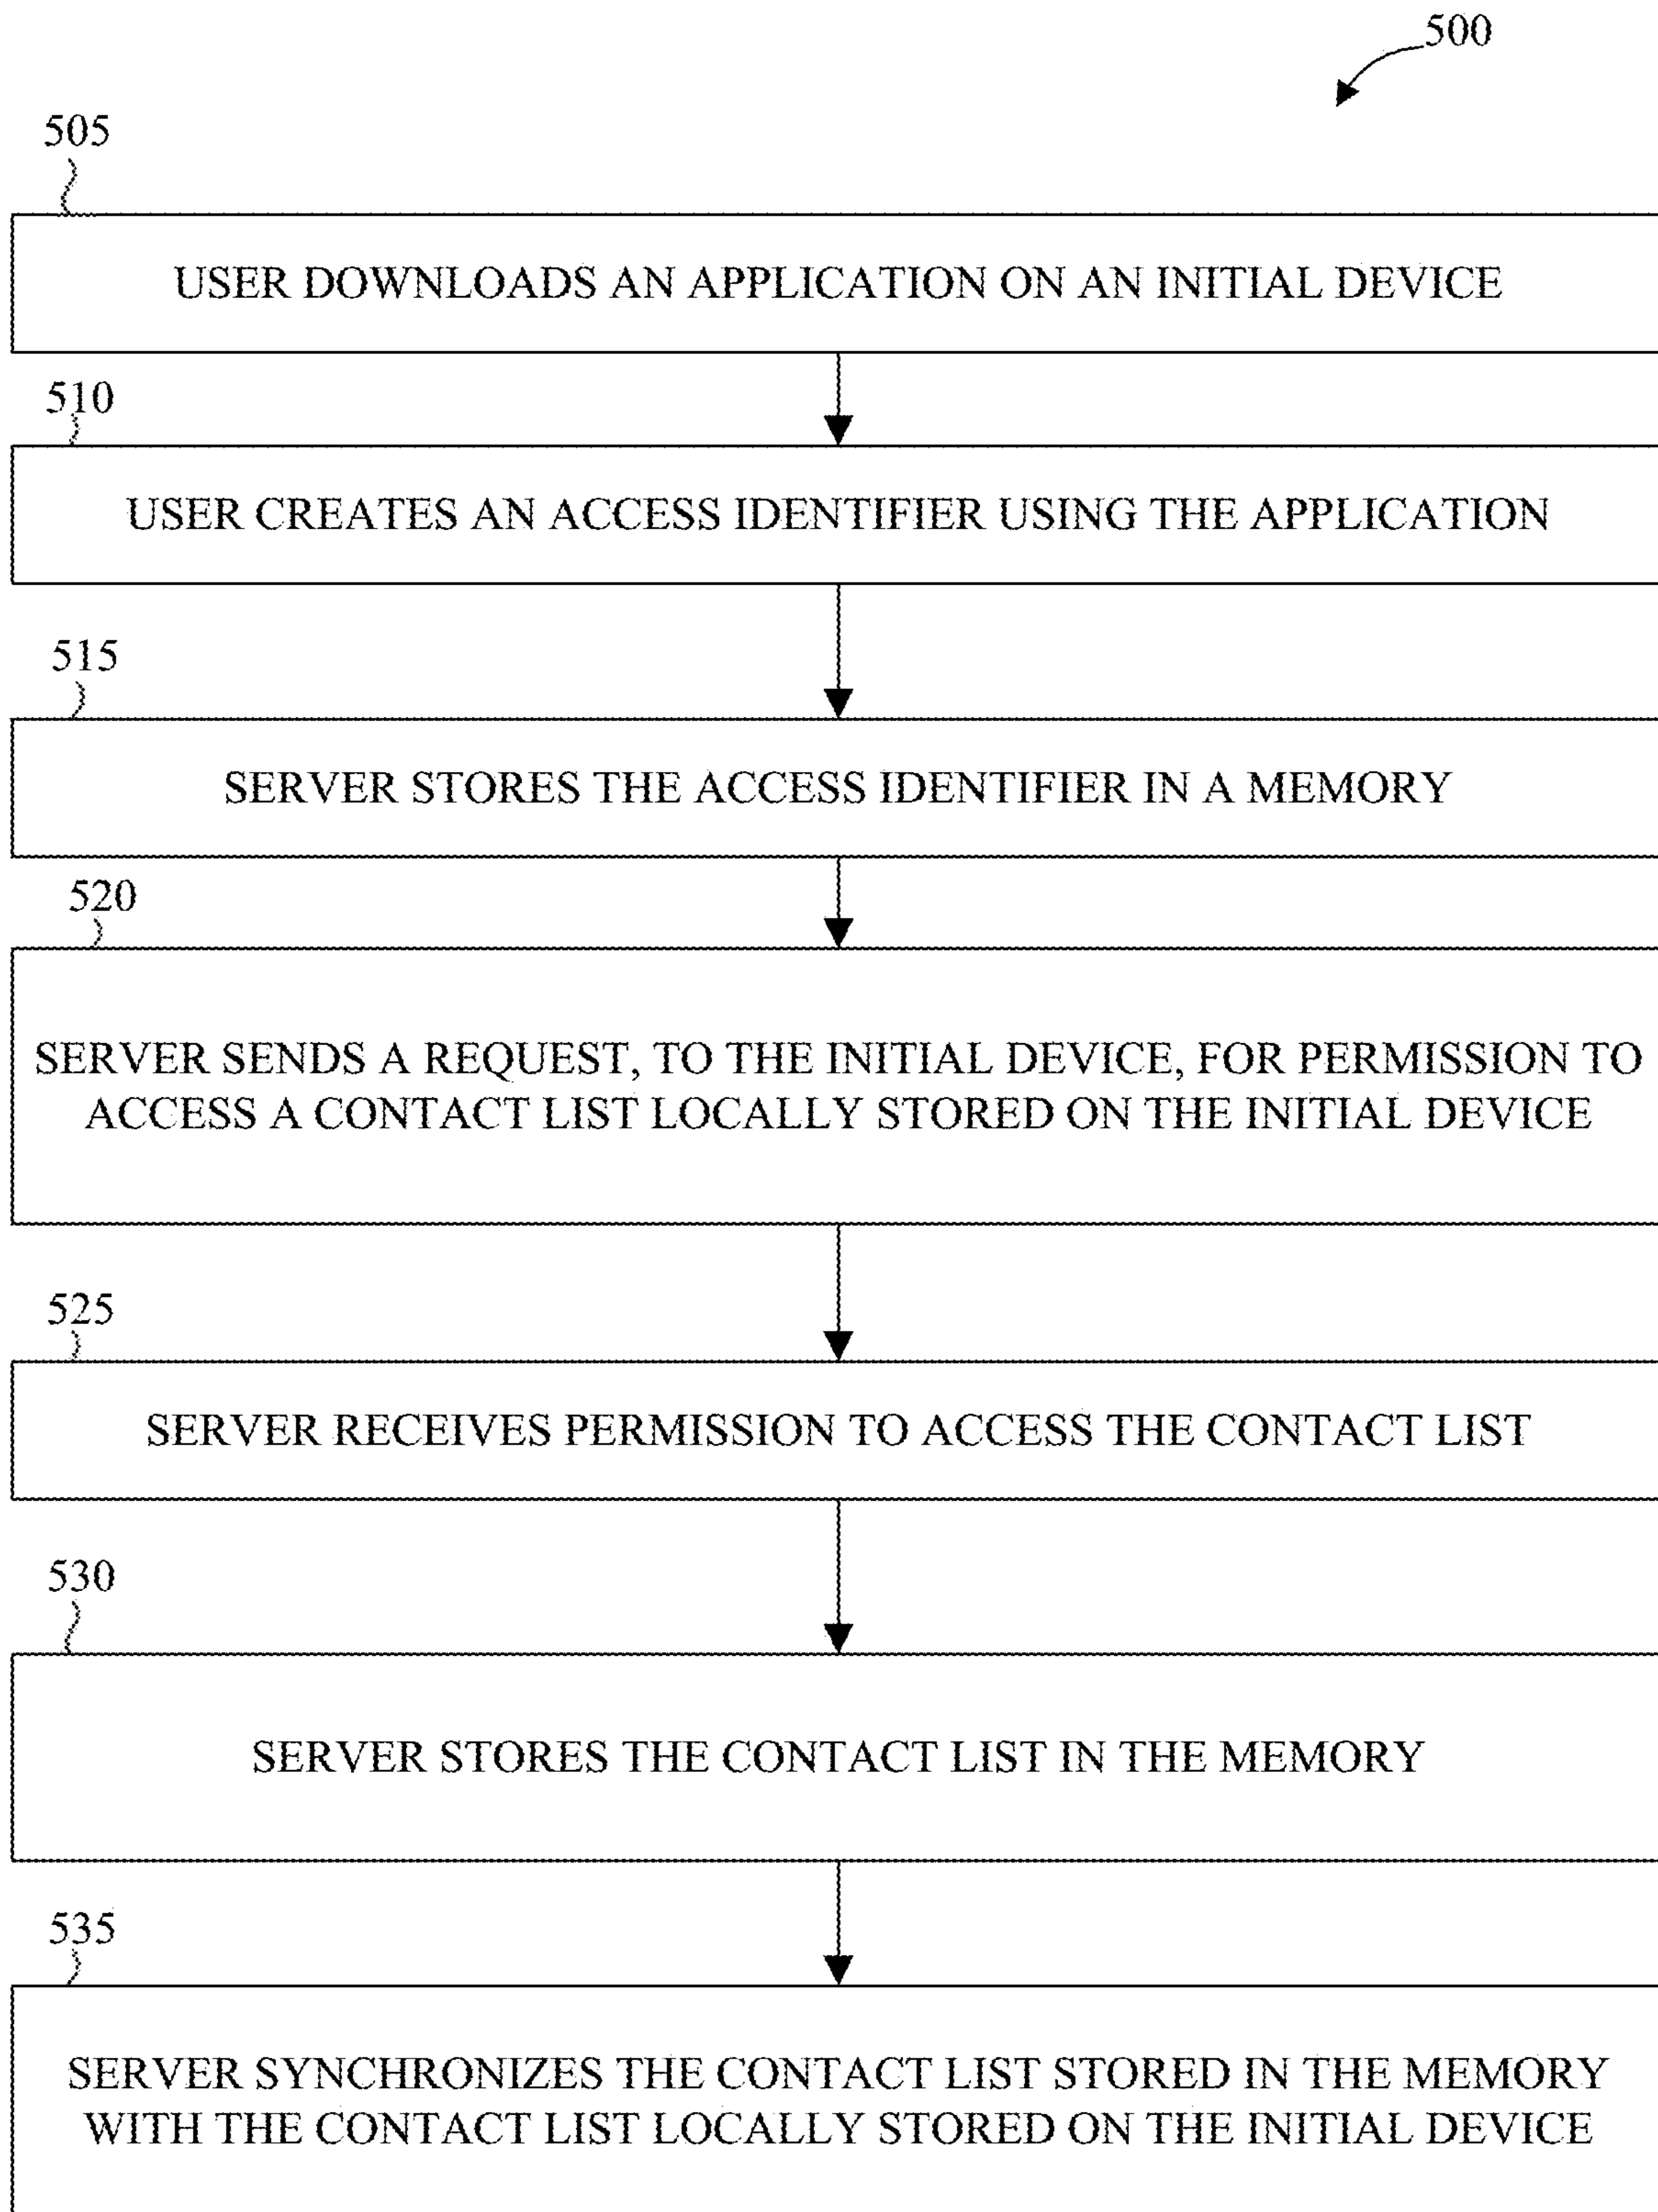 500
505
USER DOWNLOADS AN APPLICATION ON AN INITIAL DEVICE
510
USER CREATES AN ACCESS IDENTIFIER USING THE APPLICATION
515
SERVER STORES THE ACCESS IDENTIFIER IN A MEMORY
520
SERVER SENDS A REQUEST, TO THE INITIAL DEVICE, FOR PERMISSION TO
ACCESS A CONTACT LIST LOCALLY STORED ON THE INITIAL DEVICE
525
SERVER RECEIVES PERMISSION TO ACCESS THE CONTACT LIST
530
SERVER STORES THE CONTACT LIST IN THE MEMORY
535
SERVER SYNCHRONIZES THE CONTACT LIST STORED IN THE MEMORY
WITH THE CONTACT LIST LOCALLY STORED ON THE INITIAL DEVICE